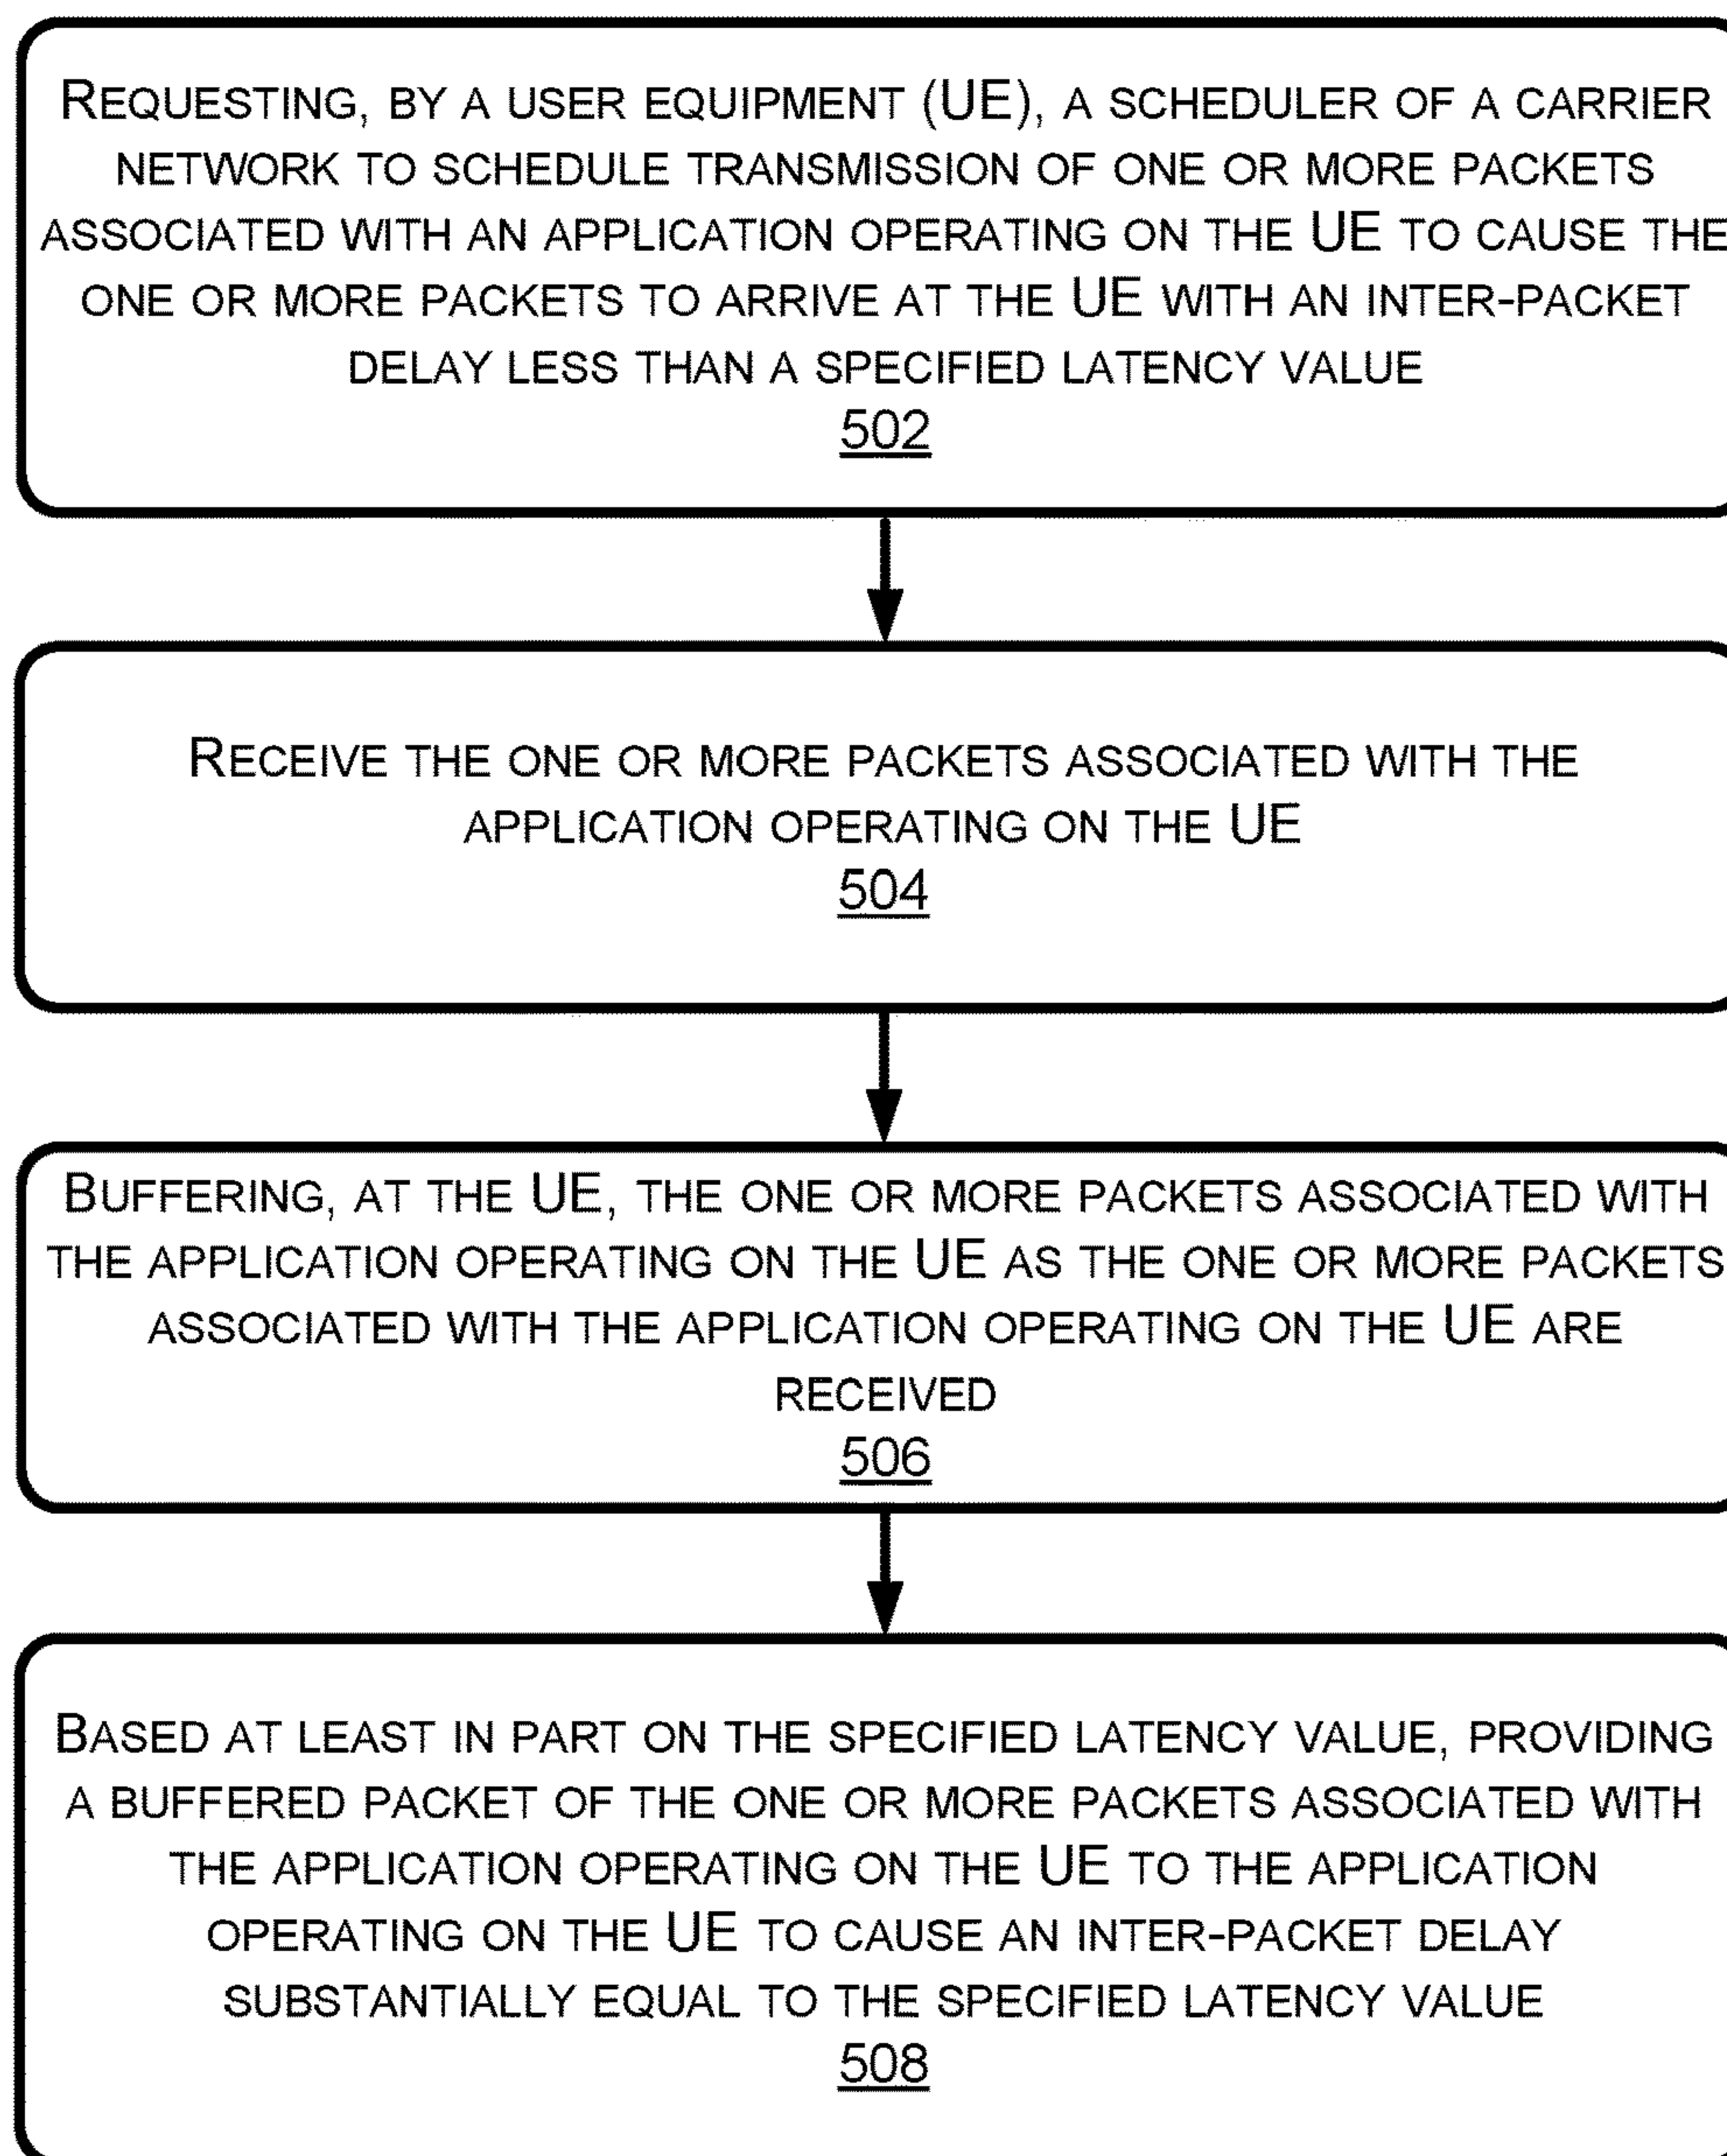 REQUESTING, BY A USER EQUIPMENT (UE), A SCHEDULER OF A CARRIER
NETWORK TO SCHEDULE TRANSMISSION OF ONE OR MORE PACKETS
ASSOCIATED WITH AN APPLICATION OPERATING ON THE UE TO CAUSE THE
ONE OR MORE PACKETS TO ARRIVE AT THE UE WITH AN INTER-PACKET
DELAY LESS THAN A SPECIFIED LATENCY VALUE
502
RECEIVE THE ONE OR MORE PACKETS ASSOCIATED WITH THE
APPLICATION OPERATING ON THE UE
504
BUFFERING, AT THE UE, THE ONE OR MORE PACKETS ASSOCIATED WITH
THE APPLICATION OPERATING ON THE UE AS THE ONE OR MORE PACKETS
ASSOCIATED WITH THE APPLICATION OPERATING ON THE UE ARE
RECEIVED
506
BASED AT LEAST IN PART ON THE SPECIFIED LATENCY VALUE, PROVIDING
A BUFFERED PACKET OF THE ONE OR MORE PACKETS ASSOCIATED WITH
THE APPLICATION OPERATING ON THE UE TO THE APPLICATION
OPERATING ON THE UE TO CAUSE AN INTER-PACKET DELAY
SUBSTANTIALLY EQUAL TO THE SPECIFIED LATENCY VALUE
508